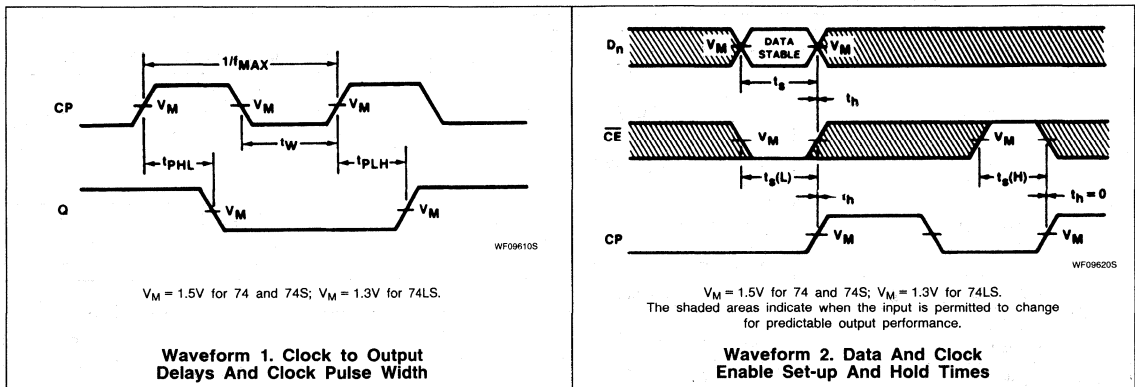 1/fMAX
CP
VM
VM
VM
tW
tPHL
tPLH
Q
VM
VM
WF09610S
VM = 1.5V for 74 and 74S; VM = 1.3V for 74LS.
Waveform 1. Clock to Output
Delays And Clock Pulse Width
Dn
VM
DATA
STABLE
VM
ts
th
CE
VM
VM
ts(L)
ts(H)
th
th = 0
CP
VM
VM
WF09620S
VM = 1.5V for 74 and 74S; VM = 1.3V for 74LS.
The shaded areas indicate when the input is permitted to change
for predictable output performance.
Waveform 2. Data And Clock
Enable Set-up And Hold Times